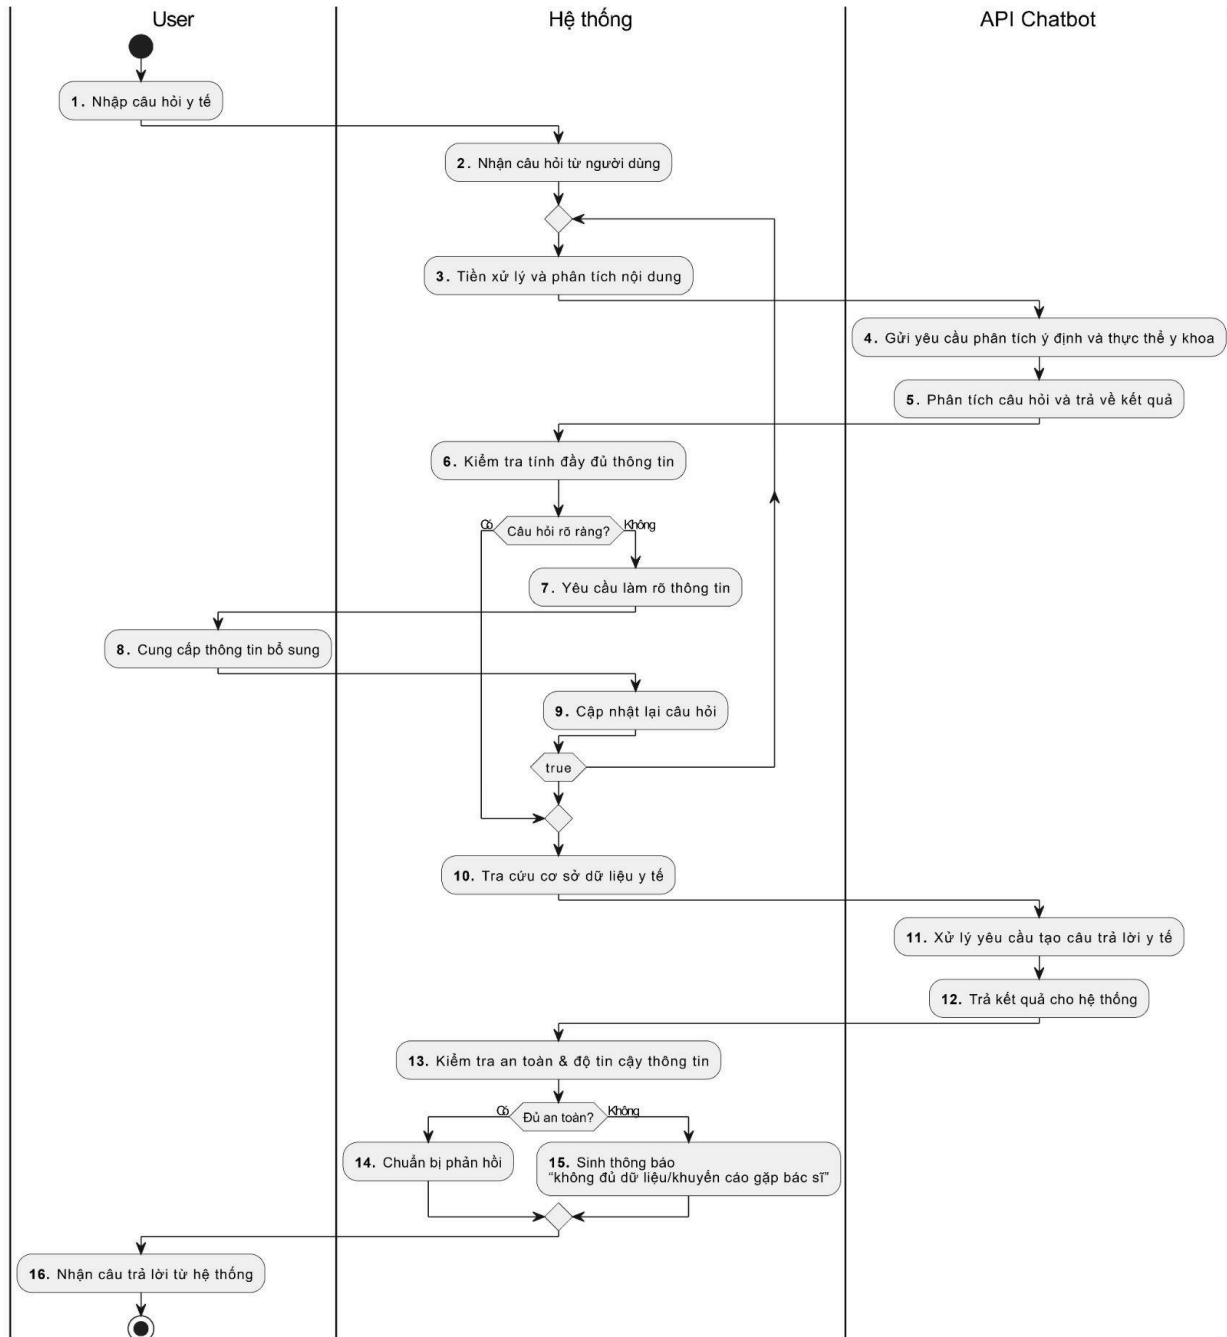 User
Hệ thống
API Chatbot
1. Nhập câu hỏi y tế
2. Nhận câu hỏi từ người dùng
3. Tiền xử lý và phân tích nội dung
4. Gửi yêu cầu phân tích ý định và thực thể y khoa
5. Phân tích câu hỏi và trả về kết quả
6. Kiểm tra tính đầy đủ thông tin
Có
Câu hỏi rõ ràng?
Không
7. Yêu cầu làm rõ thông tin
8. Cung cấp thông tin bổ sung
9. Cập nhật lại câu hỏi
true
10. Tra cứu cơ sở dữ liệu y tế
11. Xử lý yêu cầu tạo câu trả lời y tế
12. Trả kết quả cho hệ thống
13. Kiểm tra an toàn & độ tin cậy thông tin
Có
Đủ an toàn?
Không
14. Chuẩn bị phản hồi
15. Sinh thông báo
“không đủ dữ liệu/khuyến cáo gặp bác sĩ”
16. Nhận câu trả lời từ hệ thống